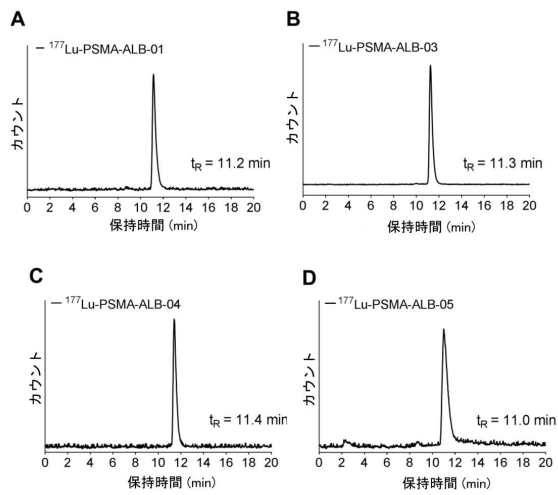 A
— ¹⁷⁷Lu-PSMA-ALB-01
カウント
tR = 11.2 min
0 2 4 6 8 10 12 14 16 18 20
保持時間 (min)
B
— ¹⁷⁷Lu-PSMA-ALB-03
カウント
tR = 11.3 min
0 2 4 6 8 10 12 14 16 18 20
保持時間 (min)
C
— ¹⁷⁷Lu-PSMA-ALB-04
カウント
tR = 11.4 min
0 2 4 6 8 10 12 14 16 18 20
保持時間 (min)
D
— ¹⁷⁷Lu-PSMA-ALB-05
カウント
tR = 11.0 min
0 2 4 6 8 10 12 14 16 18 20
保持時間 (min)